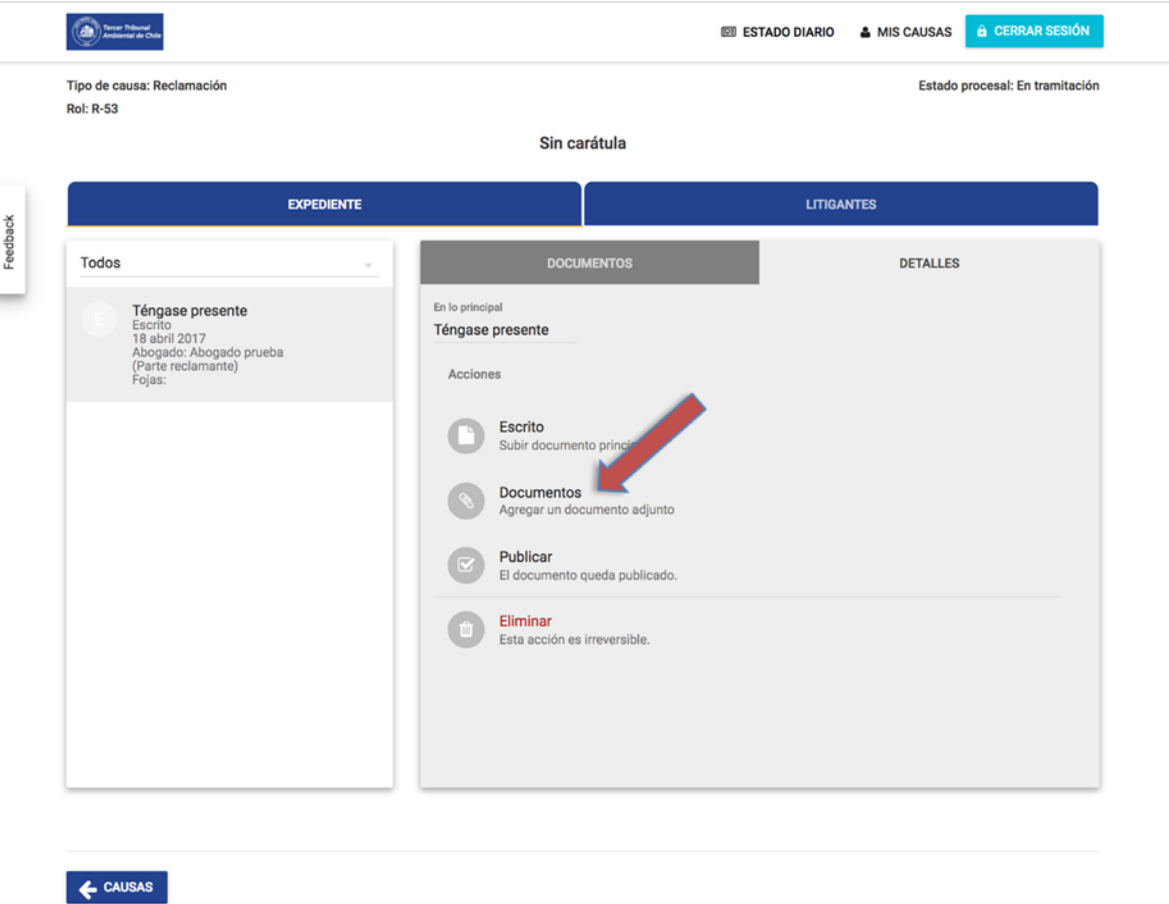 Tercer Tribunal
Ambiental de Chile
ESTADO DIARIO
MIS CAUSAS
CERRAR SESIÓN
Tipo de causa: Reclamación
Estado procesal: En tramitación
Rol: R-53
Sin carátula
Feedback
EXPEDIENTE
LITIGANTES
Todos
E
Téngase presente
Escrito
18 abril 2017
Abogado: Abogado prueba
(Parte reclamante)
Fojas:
DOCUMENTOS
DETALLES
En lo principal
Téngase presente
Acciones
Escrito
Subir documento
Documentos
Agregar un documento adjunto
Publicar
El documento queda publicado.
Eliminar
Esta acción es irreversible.
CAUSAS